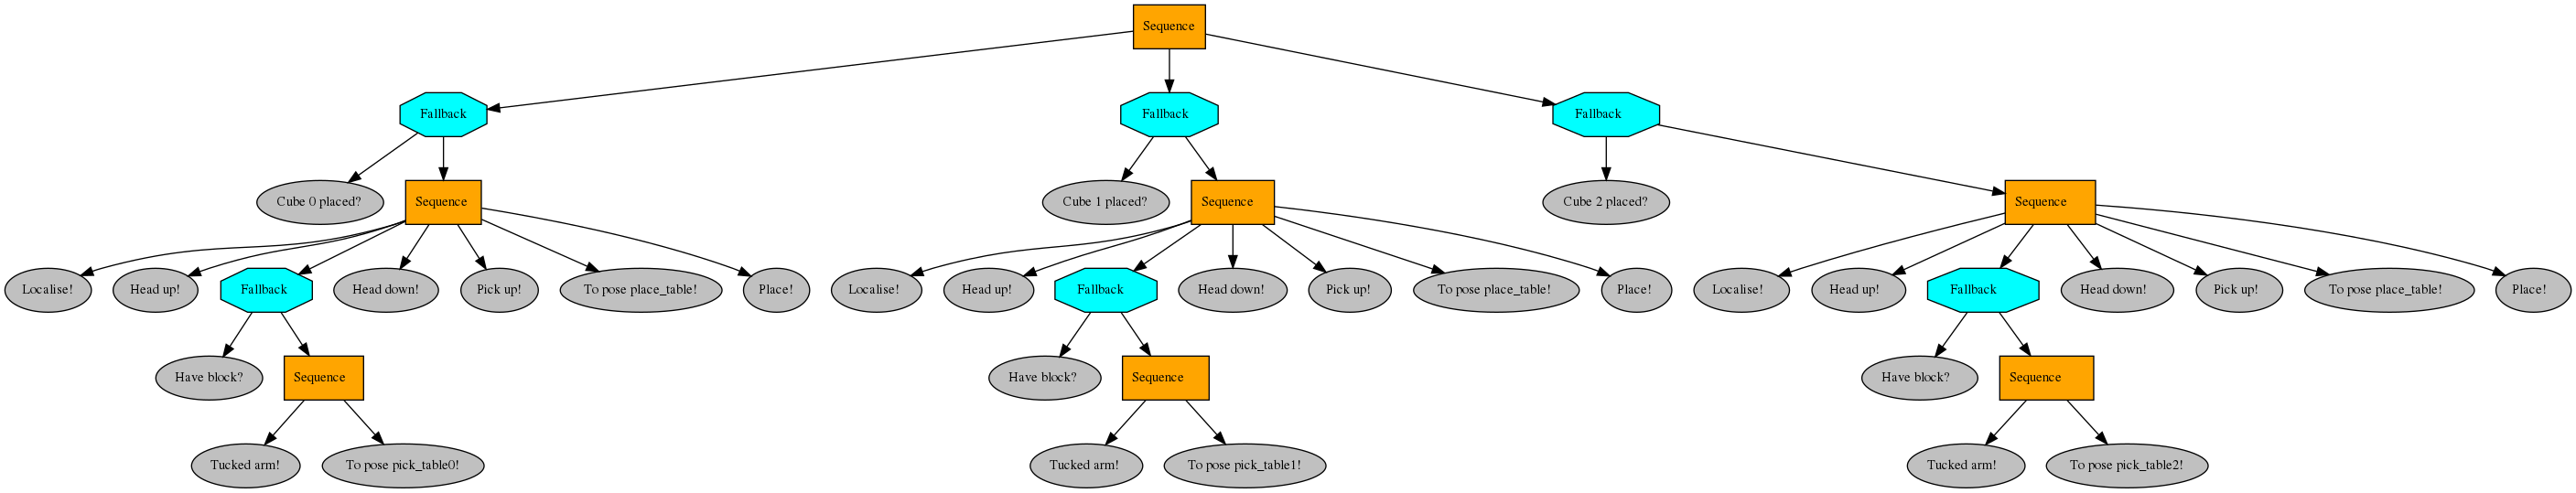 Sequence
Fallback
Fallback
Fallback
Cube 0 placed?
Sequence
Cube 1 placed?
Sequence
Cube 2 placed?
Sequence
Localise!
Head up!
Fallback
Head down!
Pick up!
To pose place_table!
Place!
Localise!
Head up!
Fallback
Head down!
Pick up!
To pose place_table!
Place!
Localise!
Head up!
Fallback
Head down!
Pick up!
To pose place_table!
Place!
Have block?
Sequence
Have block?
Sequence
Have block?
Sequence
Tucked arm!
To pose pick_table0!
Tucked arm!
To pose pick_table1!
Tucked arm!
To pose pick_table2!